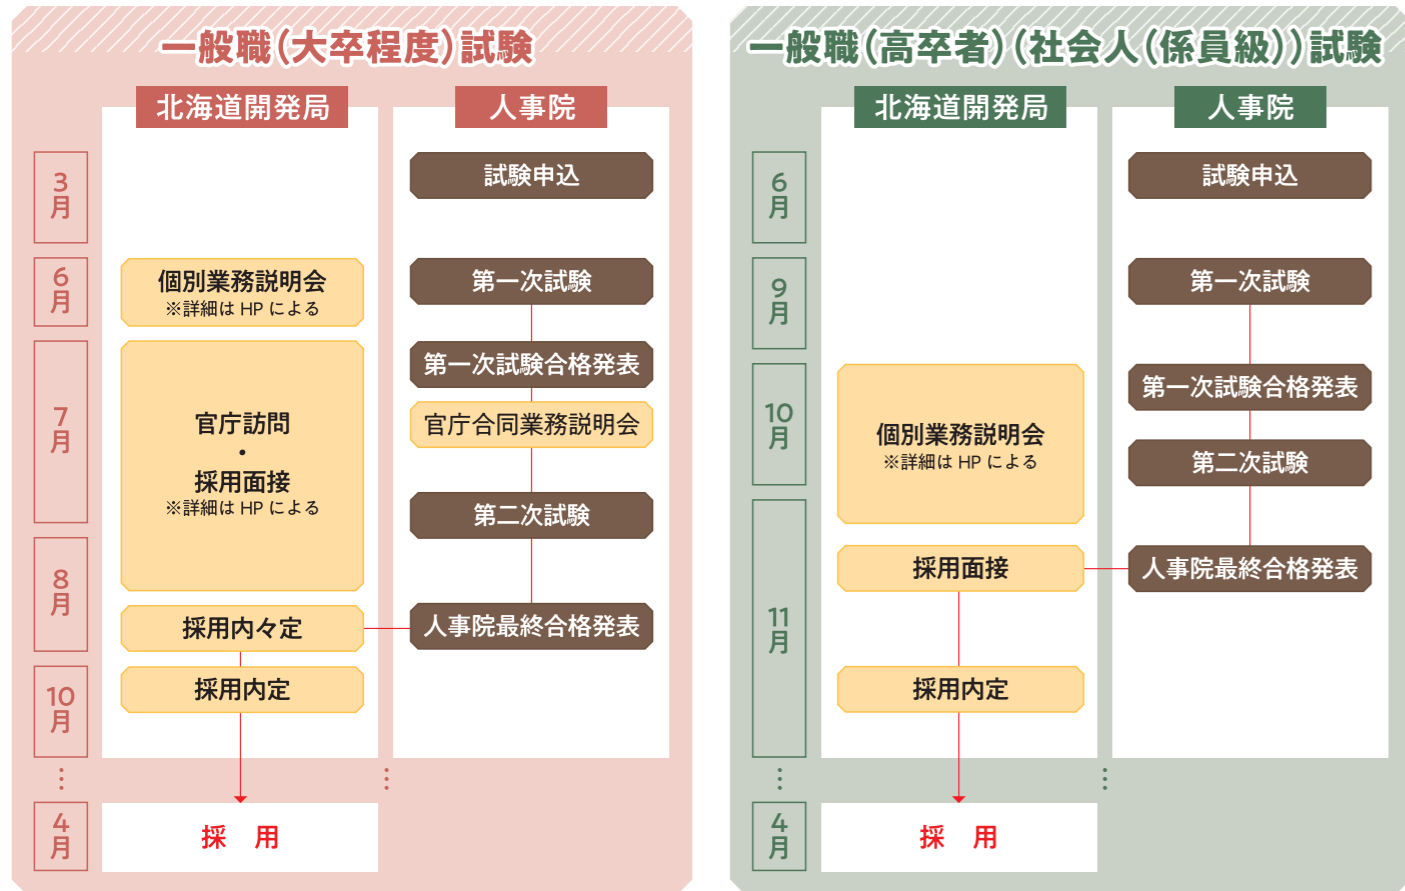 一般職(大卒程度)試験
北海道開発局
人事院
3月
試験申込
6月
個別業務説明会
※詳細は HP による
第一次試験
7月
官庁訪問
・
採用面接
※詳細は HP による
第一次試験合格発表
官庁合同業務説明会
第二次試験
8月
採用内々定
人事院最終合格発表
10月
採用内定
⋮
⋮
4月
採 用
一般職(高卒者)(社会人(係員級))試験
北海道開発局
人事院
6月
試験申込
9月
第一次試験
10月
個別業務説明会
※詳細は HP による
第一次試験合格発表
第二次試験
11月
採用面接
人事院最終合格発表
採用内定
⋮
⋮
4月
採 用